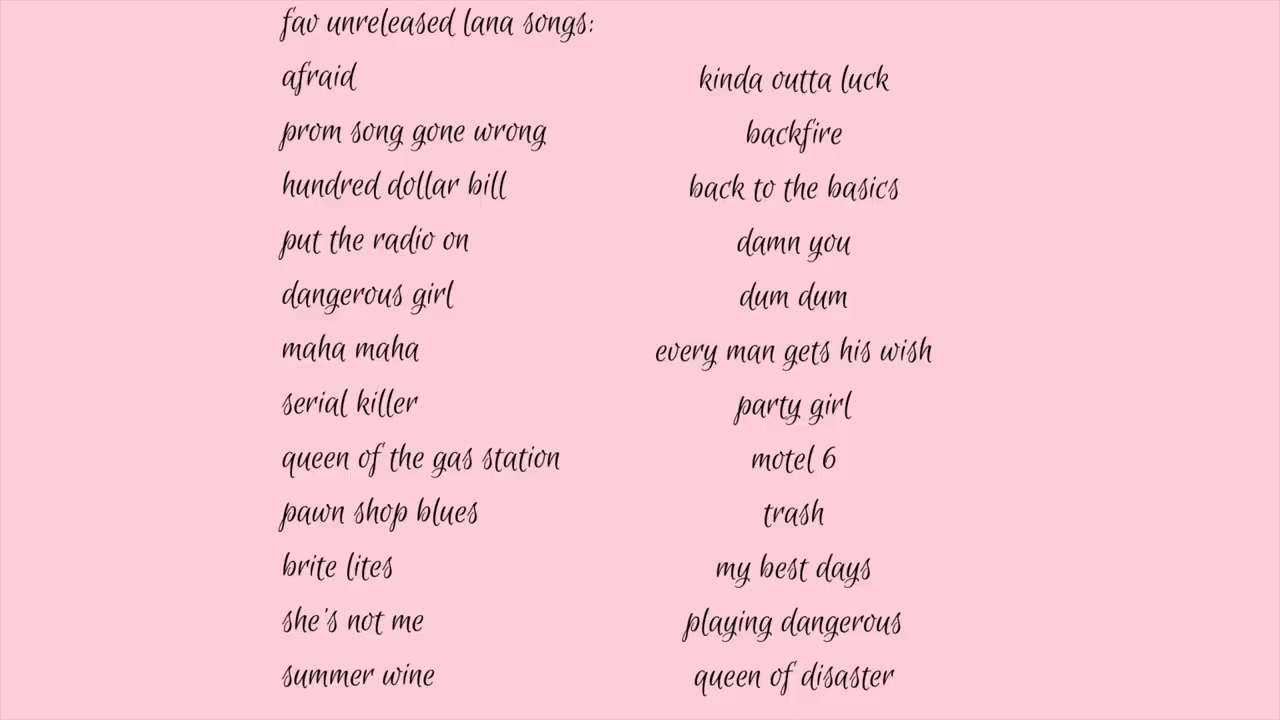 fav unreleased lana songs:
afraid
prom song gone wrong
hundred dollar bill
put the radio on
dangerous girl
maha maha
serial killer
queen of the gas station
pawn shop blues
brite lites
she's not me
summer wine
kinda outta luck
backfire
back to the basics
damn you
dum dum
every man gets his wish
party girl
motel 6
trash
my best days
playing dangerous
queen of disaster